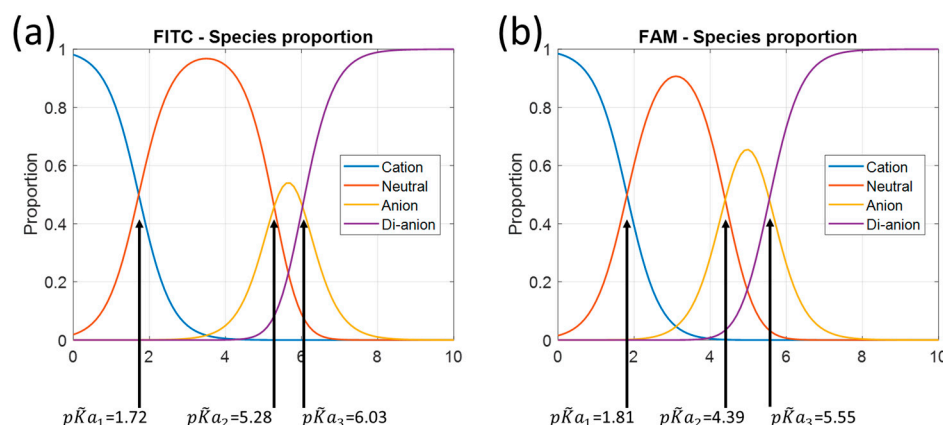 (a)
FITC - Species proportion
Proportion
1
0.8
0.6
0.4
0.2
0
0 2 4 6 8 10
Cation
Neutral
Anion
Di-anion
pK̃a₁=1.72 pK̃a₂=5.28 pK̃a₃=6.03
(b)
FAM - Species proportion
Proportion
1
0.8
0.6
0.4
0.2
0
0 2 4 6 8 10
Cation
Neutral
Anion
Di-anion
pK̃a₁=1.81 pK̃a₂=4.39 pK̃a₃=5.55